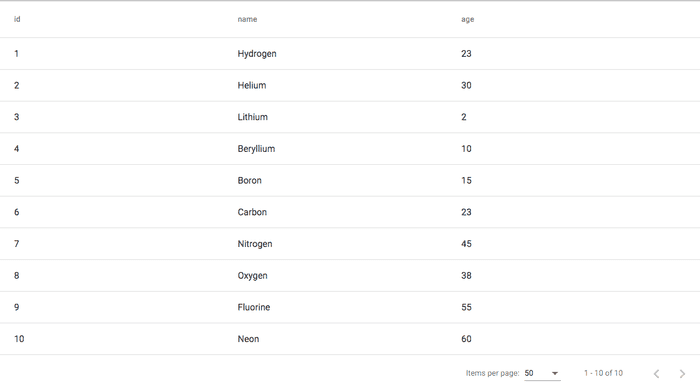 id name age
1 Hydrogen 23
2 Helium 30
3 Lithium 2
4 Beryllium 10
5 Boron 15
6 Carbon 23
7 Nitrogen 45
8 Oxygen 38
9 Fluorine 55
10 Neon 60
Items per page: 50 1 - 10 of 10